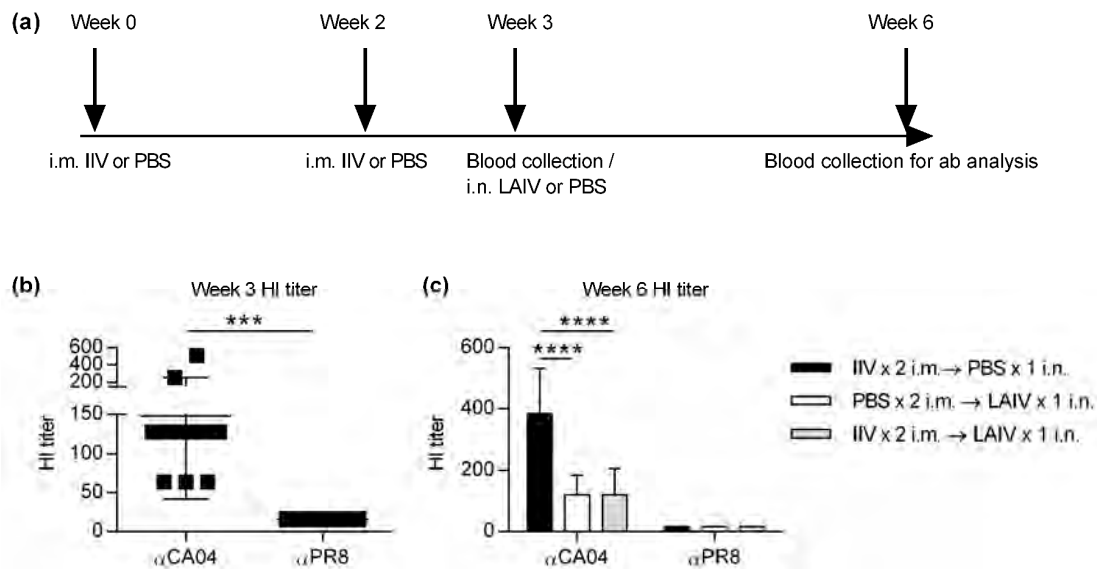 (a)
Week 0
Week 2
Week 3
Week 6
i.m. IIV or PBS
i.m. IIV or PBS
Blood collection /
i.n. LAIV or PBS
Blood collection for ab analysis
(b)
Week 3 HI titer
***
600
400
200
150
100
50
0
HI titer
αCA04
αPR8
(c)
Week 6 HI titer
****
****
600
400
200
0
HI titer
αCA04
αPR8
IIV x 2 i.m. → PBS x 1 i.n.
PBS x 2 i.m. → LAIV x 1 i.n.
IIV x 2 i.m. → LAIV x 1 i.n.